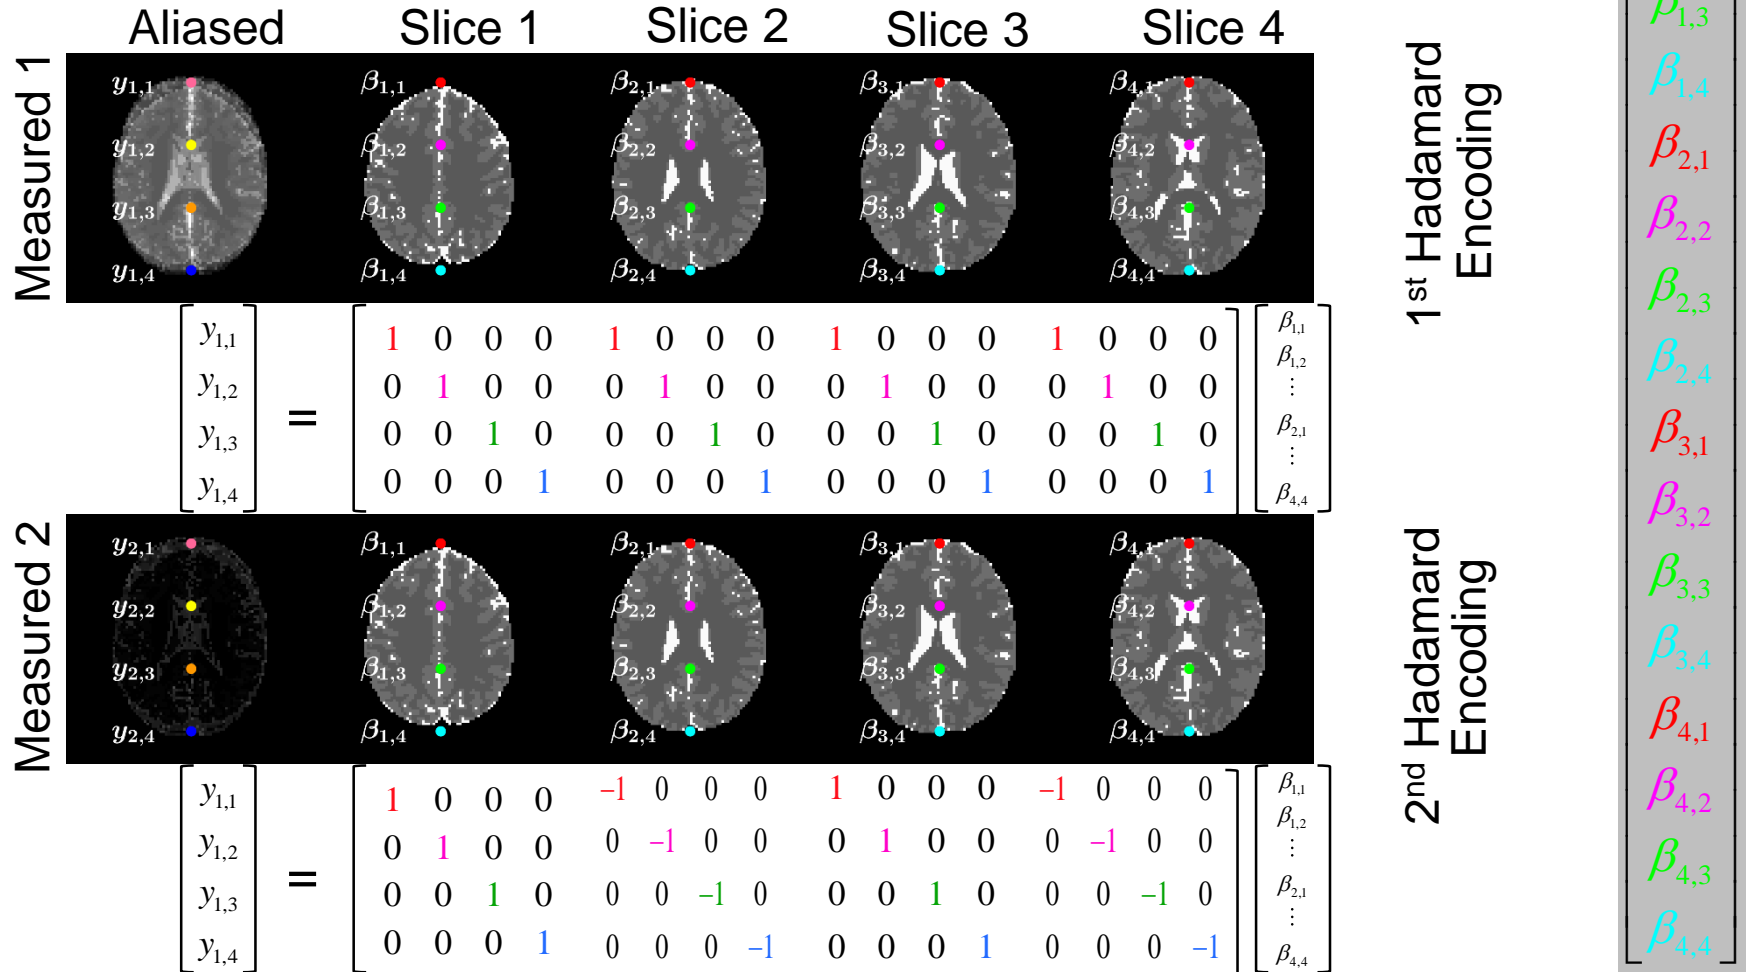 Aliased Slice 1 Slice 2 Slice 3 Slice 4
Measured 1
y1,1 β1,1 β2,1 β3,1 β4,1
y1,2 β1,2 β2,2 β3,2 β4,2
y1,3 β1,3 β2,3 β3,3 β4,3
y1,4 β1,4 β2,4 β3,4 β4,4
1st Hadamard
Encoding
y1,1 1 0 0 0 1 0 0 0 1 0 0 0 1 0 0 0 β1,1
β1,2
y1,2 0 1 0 0 0 1 0 0 0 1 0 0 0 1 0 0 ⋮
=
y1,3 0 0 1 0 0 0 1 0 0 0 1 0 0 0 1 0 β2,1
⋮
y1,4 0 0 0 1 0 0 0 1 0 0 0 1 0 0 0 1 β4,4
Measured 2
y2,1 β1,1 β2,1 β3,1 β4,1
y2,2 β1,2 β2,2 β3,2 β4,2
y2,3 β1,3 β2,3 β3,3 β4,3
y2,4 β1,4 β2,4 β3,4 β4,4
2nd Hadamard
Encoding
y1,1 1 0 0 0 -1 0 0 0 1 0 0 0 -1 0 0 0 β1,1
β1,2
y1,2 0 1 0 0 0 -1 0 0 0 1 0 0 0 -1 0 0 ⋮
=
y1,3 0 0 1 0 0 0 -1 0 0 0 1 0 0 0 -1 0 β2,1
⋮
y1,4 0 0 0 1 0 0 0 -1 0 0 0 1 0 0 0 -1 β4,4
β1,3
β1,4
β2,1
β2,2
β2,3
β2,4
β3,1
β3,2
β3,3
β3,4
β4,1
β4,2
β4,3
β4,4